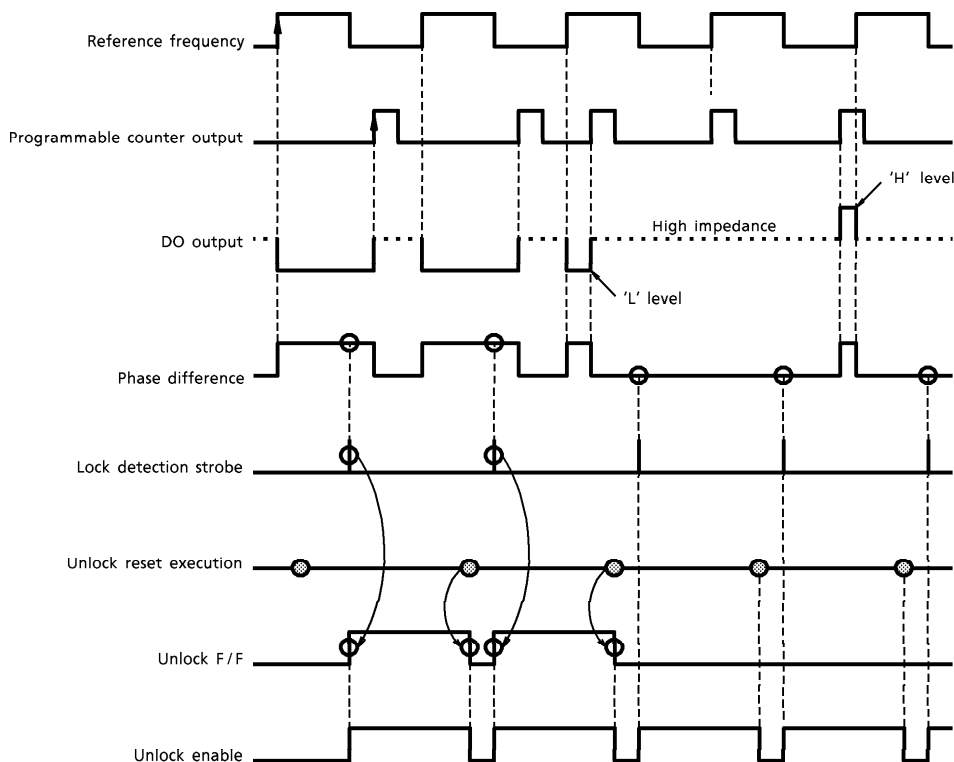 Reference frequency
Programmable counter output
'H' level
DO output
High impedance
'L' level
Phase difference
Lock detection strobe
Unlock reset execution
Unlock F/F
Unlock enable